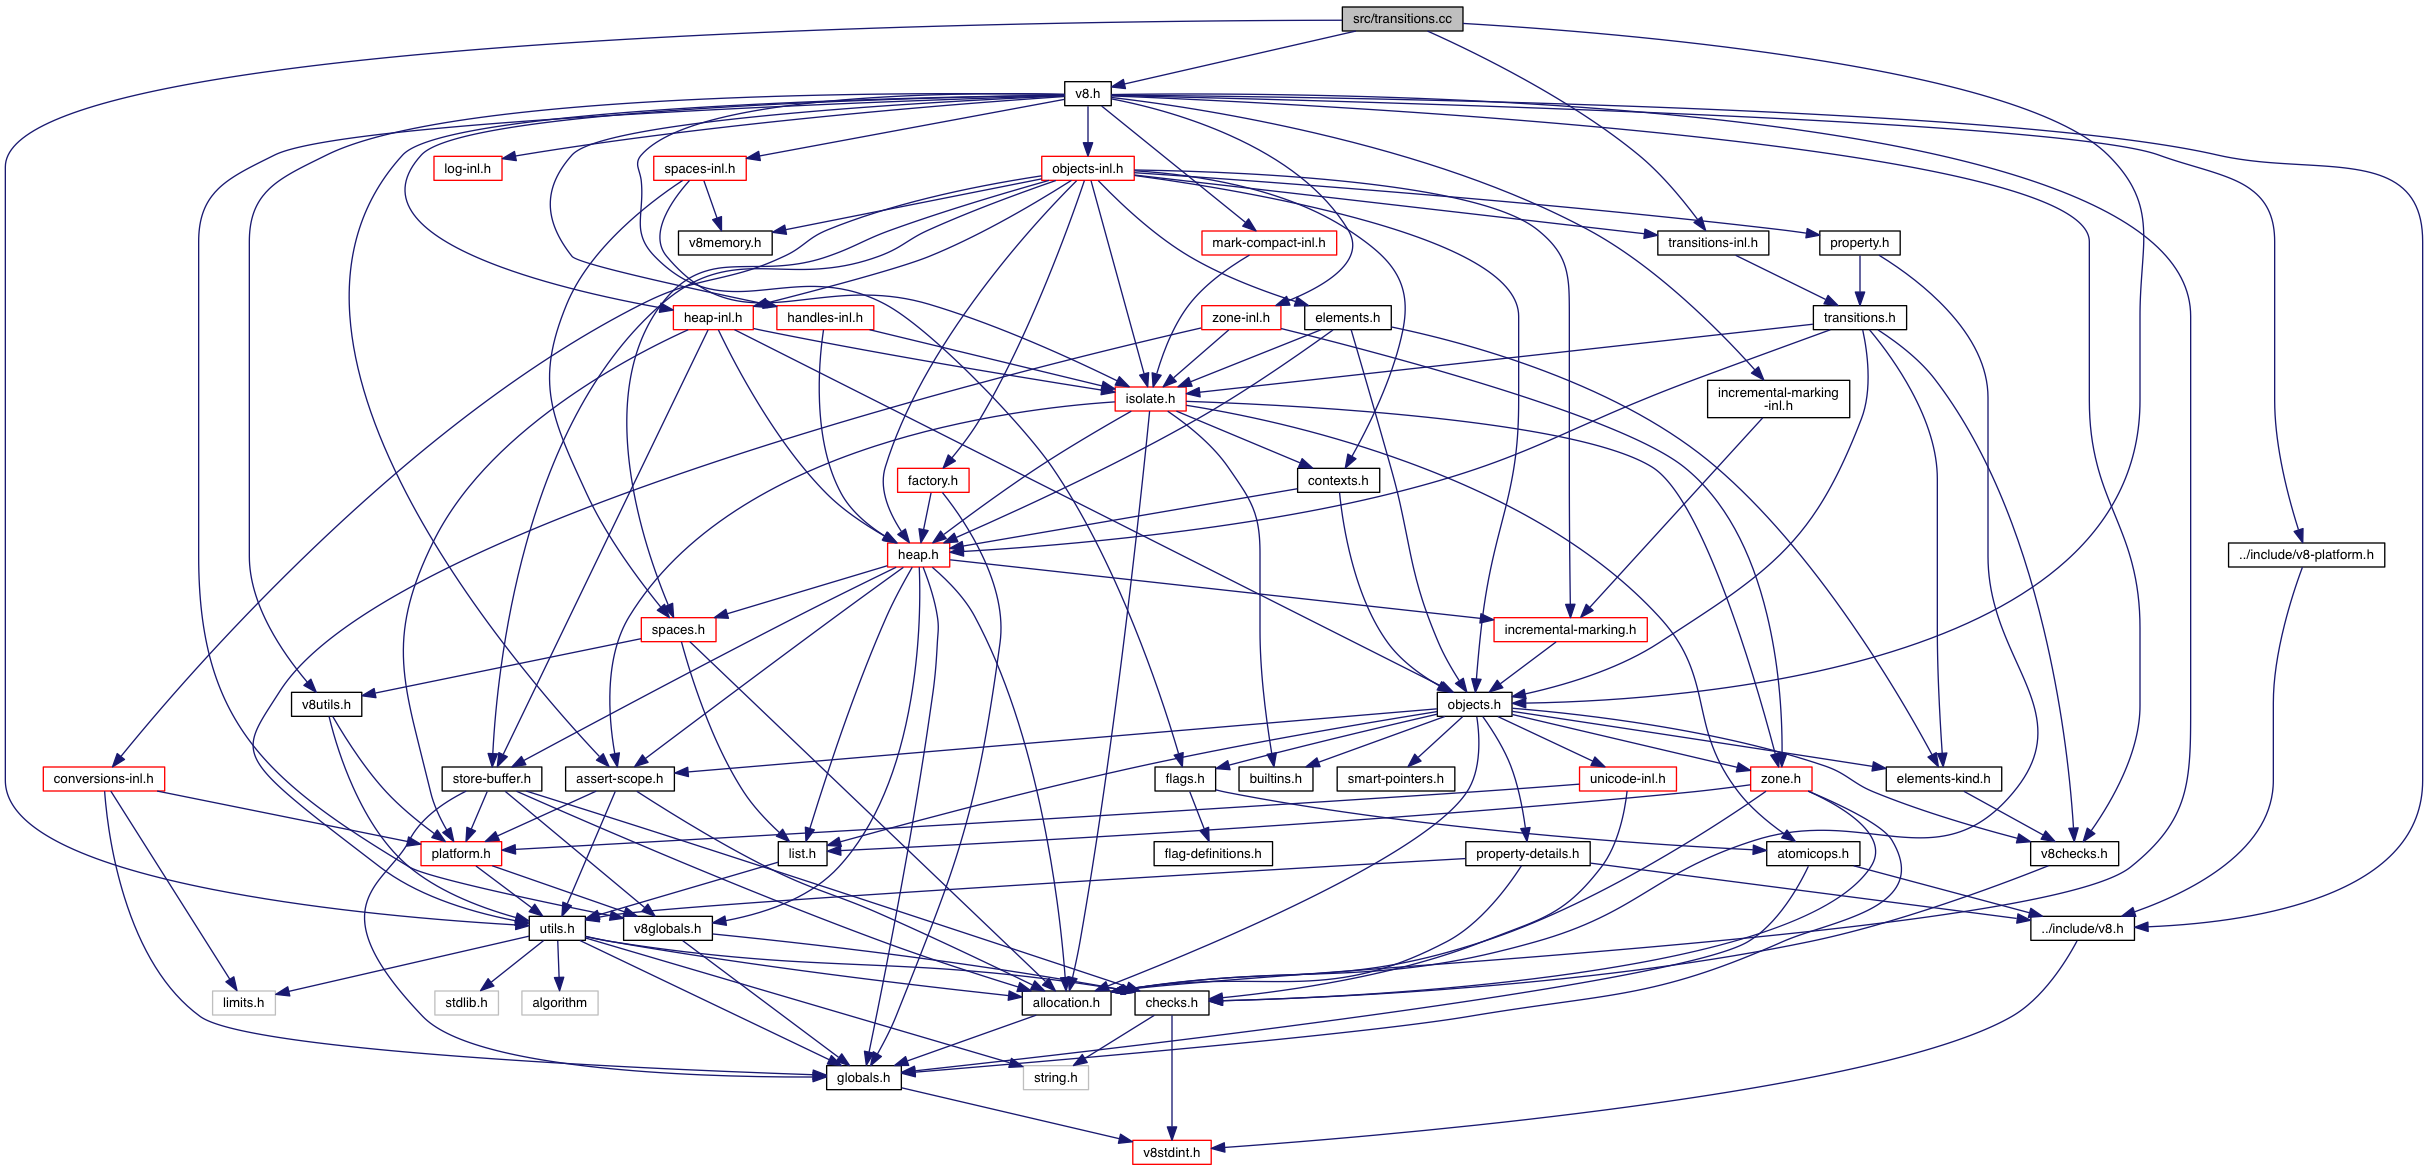 src/transitions.cc
v8.h
log-inl.h
spaces-inl.h
objects-inl.h
v8memory.h
mark-compact-inl.h
transitions-inl.h
property.h
heap-inl.h
handles-inl.h
zone-inl.h
elements.h
transitions.h
isolate.h
incremental-marking
-inl.h
factory.h
contexts.h
heap.h
../include/v8-platform.h
spaces.h
incremental-marking.h
v8utils.h
objects.h
conversions-inl.h
store-buffer.h
assert-scope.h
flags.h
builtins.h
smart-pointers.h
unicode-inl.h
zone.h
elements-kind.h
platform.h
list.h
flag-definitions.h
property-details.h
atomicops.h
v8checks.h
utils.h
v8globals.h
../include/v8.h
limits.h
stdlib.h
algorithm
allocation.h
checks.h
globals.h
string.h
v8stdint.h